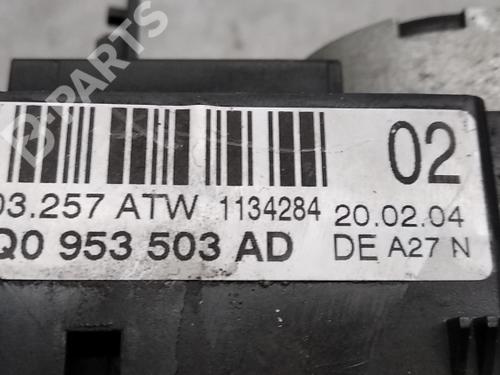 02
03.257 ATW 1134284 20.02.04
Q0 953 503 AD DE A27 N